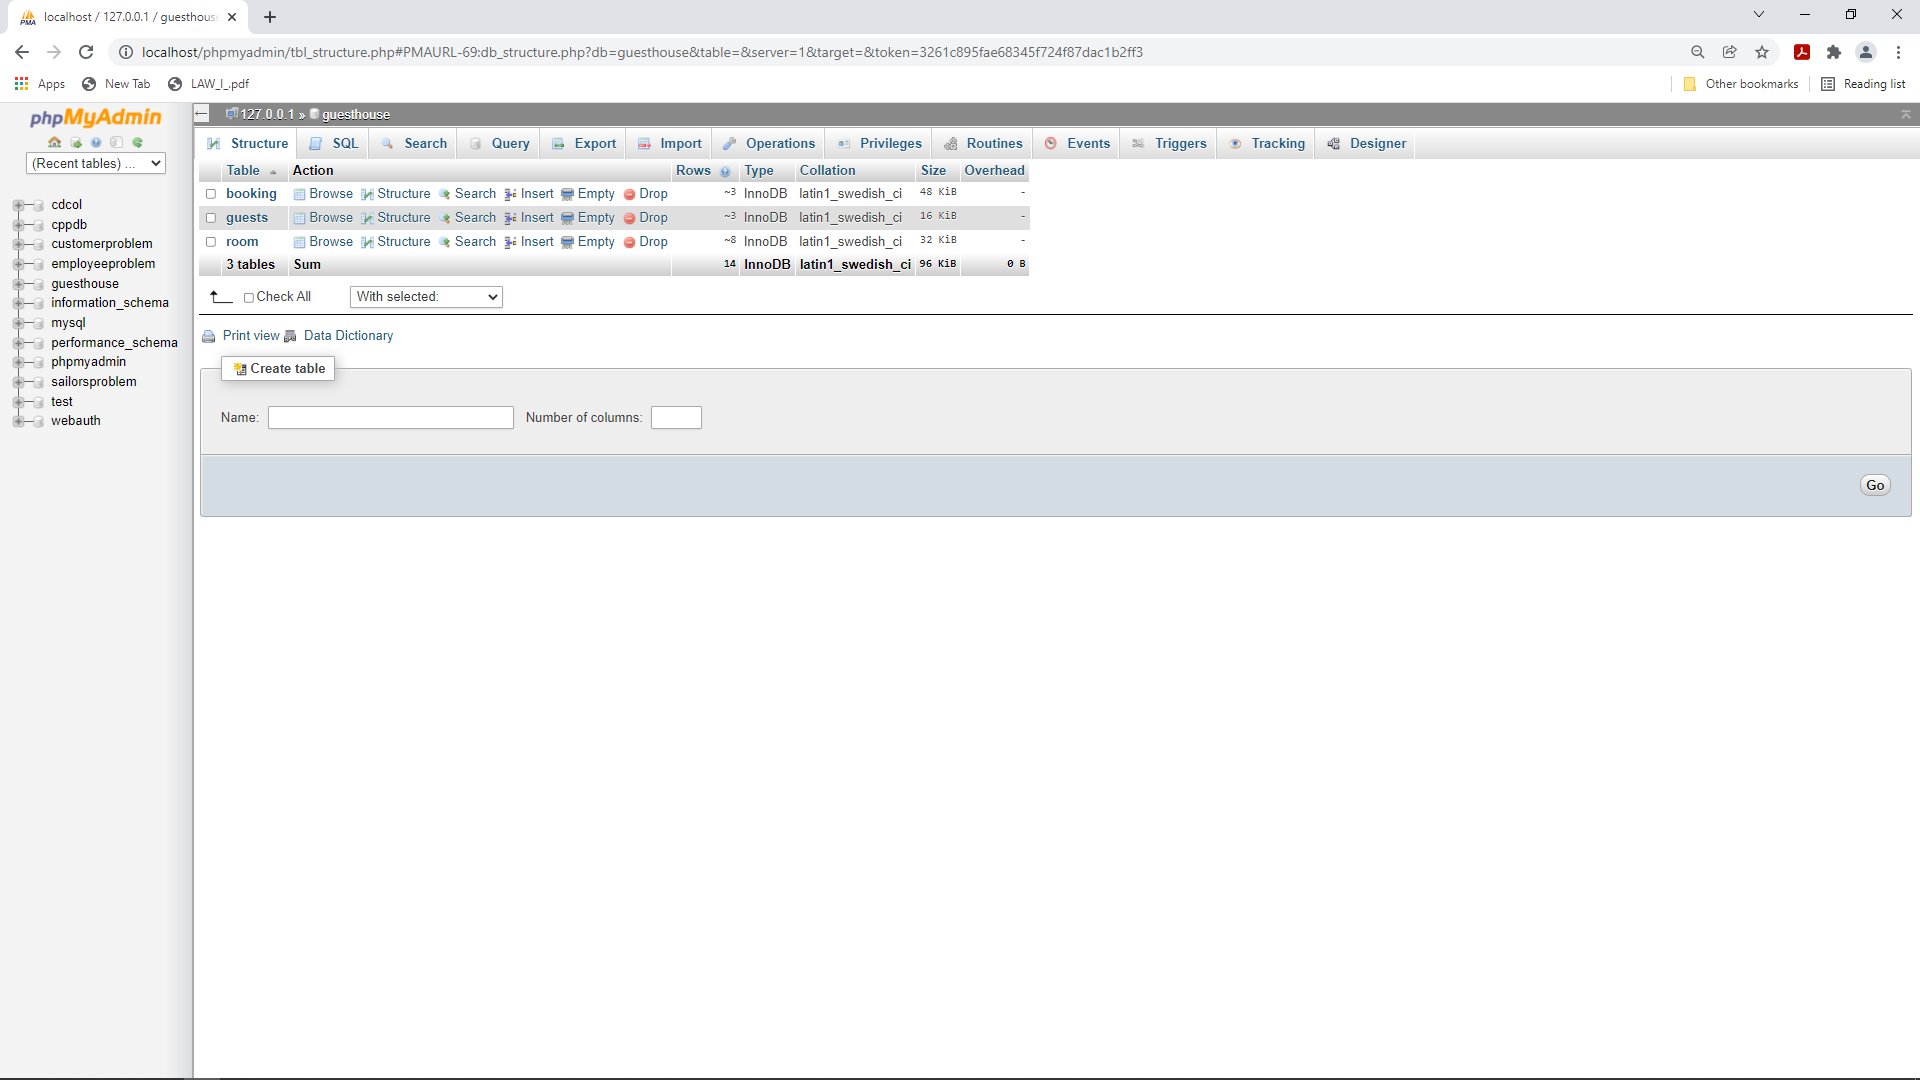 localhost / 127.0.0.1 / guesthous
localhost/phpmyadmin/tbl_structure.php#PMAURL-69:db_structure.php?db=guesthouse&table=&server=1&target=&token=3261c895fae68345f724f87dac1b2ff3
Apps New Tab LAW_I_.pdf Other bookmarks Reading list
phpMyAdmin
(Recent tables) ...
cdcol
cppdb
customerproblem
employeeproblem
guesthouse
information_schema
mysql
performance_schema
phpmyadmin
sailorsproblem
test
webauth
127.0.0.1 » guesthouse
Structure SQL Search Query Export Import Operations Privileges Routines Events Triggers Tracking Designer
Table Action Rows Type Collation Size Overhead
booking Browse Structure Search Insert Empty Drop ~3 InnoDB latin1_swedish_ci 48 KiB -
guests Browse Structure Search Insert Empty Drop ~3 InnoDB latin1_swedish_ci 16 KiB -
room Browse Structure Search Insert Empty Drop ~8 InnoDB latin1_swedish_ci 32 KiB -
3 tables Sum 14 InnoDB latin1_swedish_ci 96 KiB 0 B
Check All With selected:
Print view Data Dictionary
Create table
Name: Number of columns:
Go